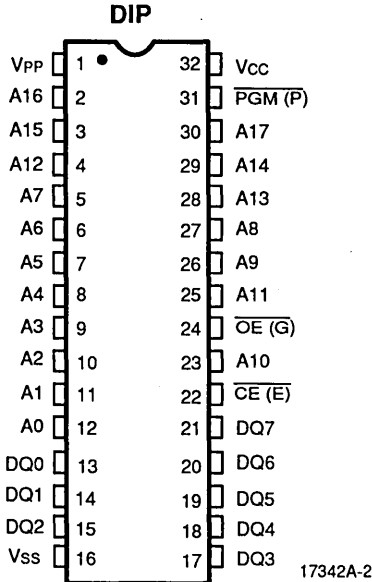 DIP
VPP 1 32 VCC
A16 2 31 PGM (P)
A15 3 30 A17
A12 4 29 A14
A7 5 28 A13
A6 6 27 A8
A5 7 26 A9
A4 8 25 A11
A3 9 24 OE (G)
A2 10 23 A10
A1 11 22 CE (E)
A0 12 21 DQ7
DQ0 13 20 DQ6
DQ1 14 19 DQ5
DQ2 15 18 DQ4
VSS 16 17 DQ3
17342A-2